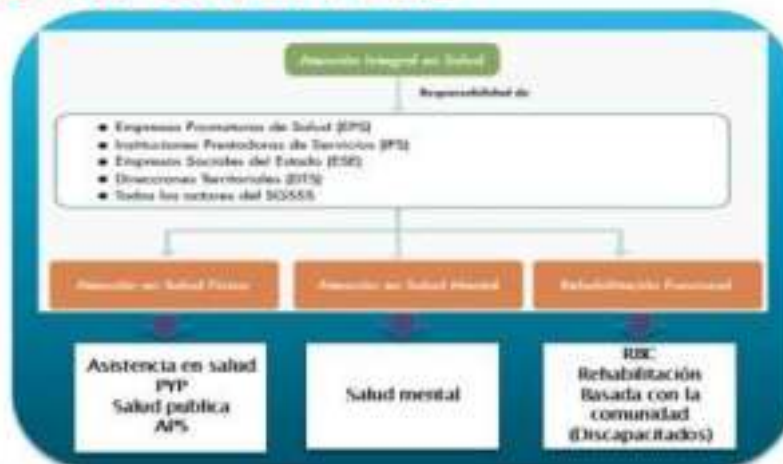 Atención Integral en Salud
Responsabilidad de
● Empresas Promotoras de Salud (EPS)
● Instituciones Prestadoras de Servicios (IPS)
● Empresas Sociales del Estado (ESE)
● Direcciones Territoriales (DTS)
● Todos los actores del SGSSS
Atención en Salud Física
Atención en Salud Mental
Rehabilitación Funcional
Asistencia en salud
PYP
Salud publica
APS
Salud mental
RBC
Rehabilitación
Basada con la
comunidad
(Discapacitados)